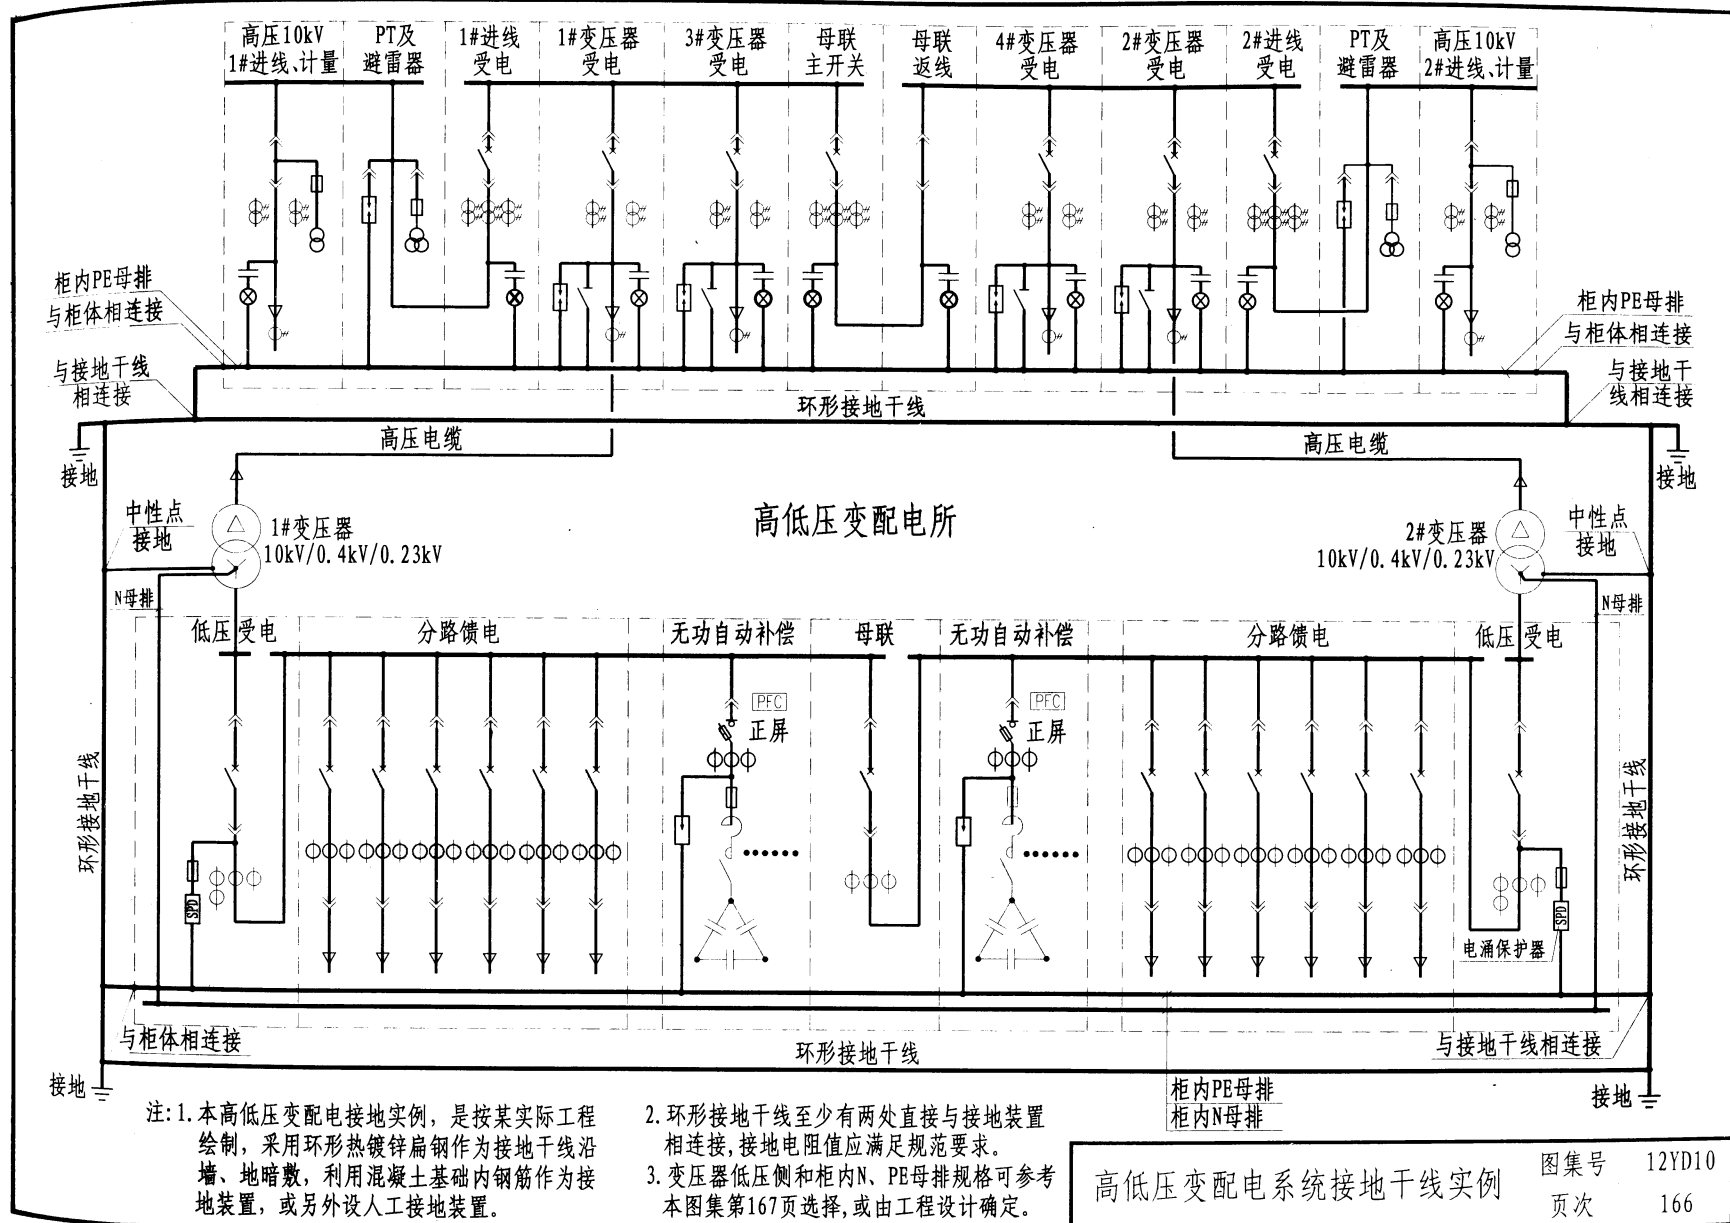 高压10kV
1#进线、计量
PT及
避雷器
1#进线
受电
1#变压器
受电
3#变压器
受电
母联
主开关
母联
返线
4#变压器
受电
2#变压器
受电
2#进线
受电
PT及
避雷器
高压10kV
2#进线、计量
柜内PE母排
与柜体相连接
与接地干线
相连接
柜内PE母排
与柜体相连接
与接地干
线相连接
环形接地干线
高压电缆
高压电缆
接地
接地
中性点
接地
1#变压器
10kV/0.4kV/0.23kV
高低压变配电所
2#变压器
10kV/0.4kV/0.23kV
中性点
接地
N母排
N母排
低压受电
分路馈电
无功自动补偿
母联
无功自动补偿
分路馈电
低压受电
PFC
正屏
PFC
正屏
环形接地干线
环形接地干线
SPD
SPD
电涌保护器
与柜体相连接
环形接地干线
与接地干线相连接
接地
接地
柜内PE母排
柜内N母排
注:1.本高低压变配电接地实例，是按某实际工程
绘制，采用环形热镀锌扁钢作为接地干线沿
墙、地暗敷，利用混凝土基础内钢筋作为接
地装置，或另外设人工接地装置。
2.环形接地干线至少有两处直接与接地装置
相连接,接地电阻值应满足规范要求。
3.变压器低压侧和柜内N、PE母排规格可参考
本图集第167页选择,或由工程设计确定。
高低压变配电系统接地干线实例
图集号
12YD10
页次
166